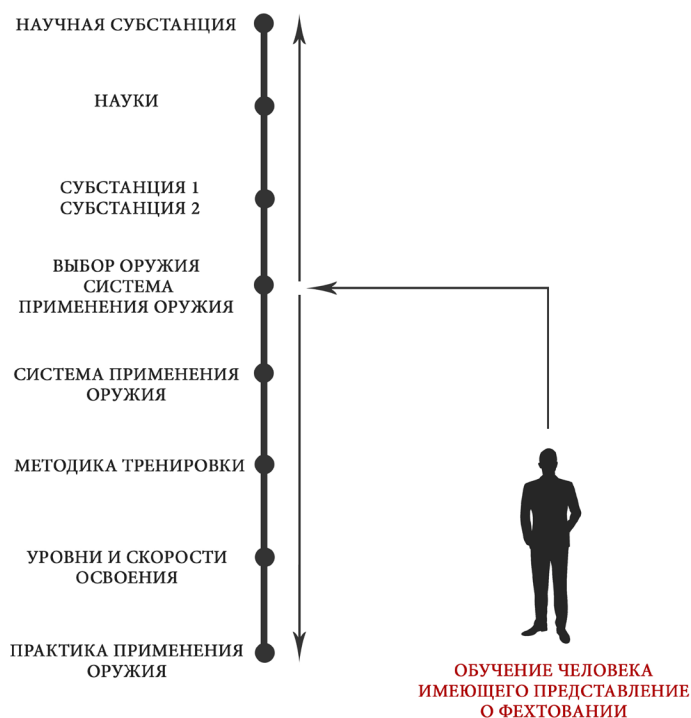 НАУЧНАЯ СУБСТАНЦИЯ
НАУКИ
СУБСТАНЦИЯ 1
СУБСТАНЦИЯ 2
ВЫБОР ОРУЖИЯ
СИСТЕМА
ПРИМЕНЕНИЯ ОРУЖИЯ
СИСТЕМА ПРИМЕНЕНИЯ
ОРУЖИЯ
МЕТОДИКА ТРЕНИРОВКИ
УРОВНИ И СКОРОСТИ
ОСВОЕНИЯ
ПРАКТИКА ПРИМЕНЕНИЯ
ОРУЖИЯ
ОБУЧЕНИЕ ЧЕЛОВЕКА
ИМЕЮЩЕГО ПРЕДСТАВЛЕНИЕ
О ФЕХТОВАНИИ